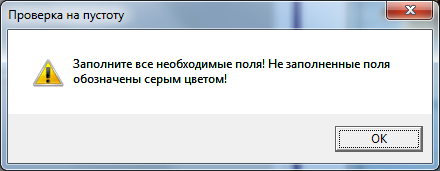 Проверка на пустоту
Заполните все необходимые поля! Не заполненные поля
обозначены серым цветом!
OK